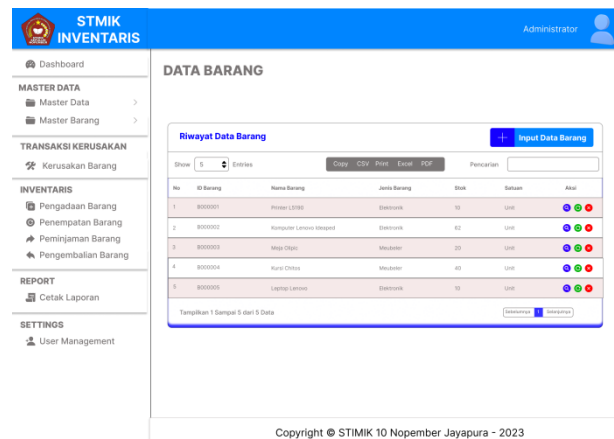 STMIK
INVENTARIS
Administrator
Dashboard
MASTER DATA
Master Data
Master Barang
TRANSAKSI KERUSAKAN
Kerusakan Barang
INVENTARIS
Pengadaan Barang
Penempatan Barang
Peminjaman Barang
Pengembalian Barang
REPORT
Cetak Laporan
SETTINGS
User Management
DATA BARANG
Riwayat Data Barang
+ Input Data Barang
Show 5 Entries Copy CSV Print Excel PDF Pencarian
No ID Barang Nama Barang Jenis Barang Stok Satuan Aksi
1 B000001 Printer L3180 Elektronik 10 Unit
2 B000002 Komputer Lenovo Ideapad Elektronik 62 Unit
3 B000003 Meja Olipic Meubeler 20 Unit
4 B000004 Kursi Chitos Meubeler 40 Unit
5 B000005 Laptop Lenovo Elektronik 10 Unit
Tampilkan 1 Sampai 5 dari 5 Data
1
Copyright © STIMIK 10 Nopember Jayapura - 2023